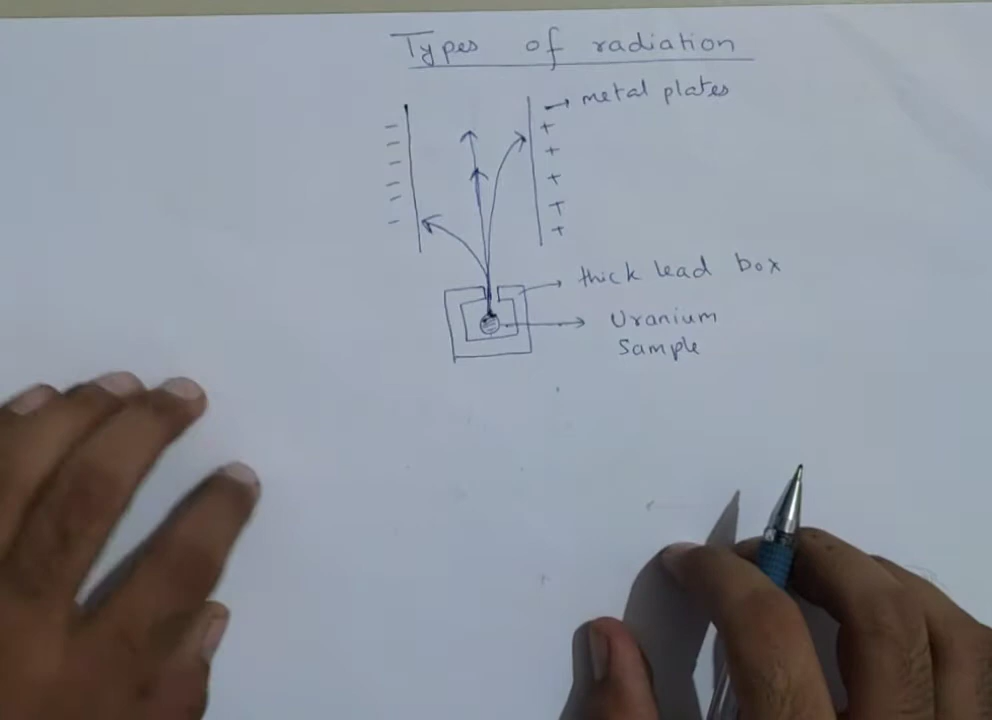 Types of radiation
metal plates
thick lead box
Uranium
Sample